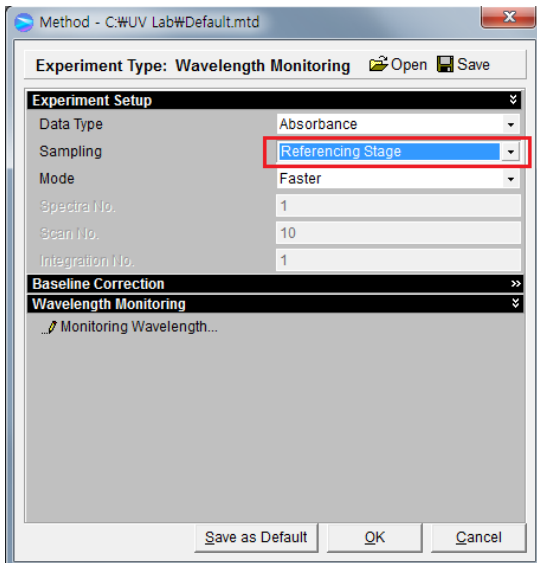 Method - C:₩UV Lab₩Default.mtd
x
Experiment Type: Wavelength Monitoring Open Save
Experiment Setup
Data Type Absorbance
Sampling Referencing Stage
Mode Faster
Spectra No. 1
Scan No. 10
Integration No. 1
Baseline Correction
Wavelength Monitoring
Monitoring Wavelength...
Save as Default OK Cancel